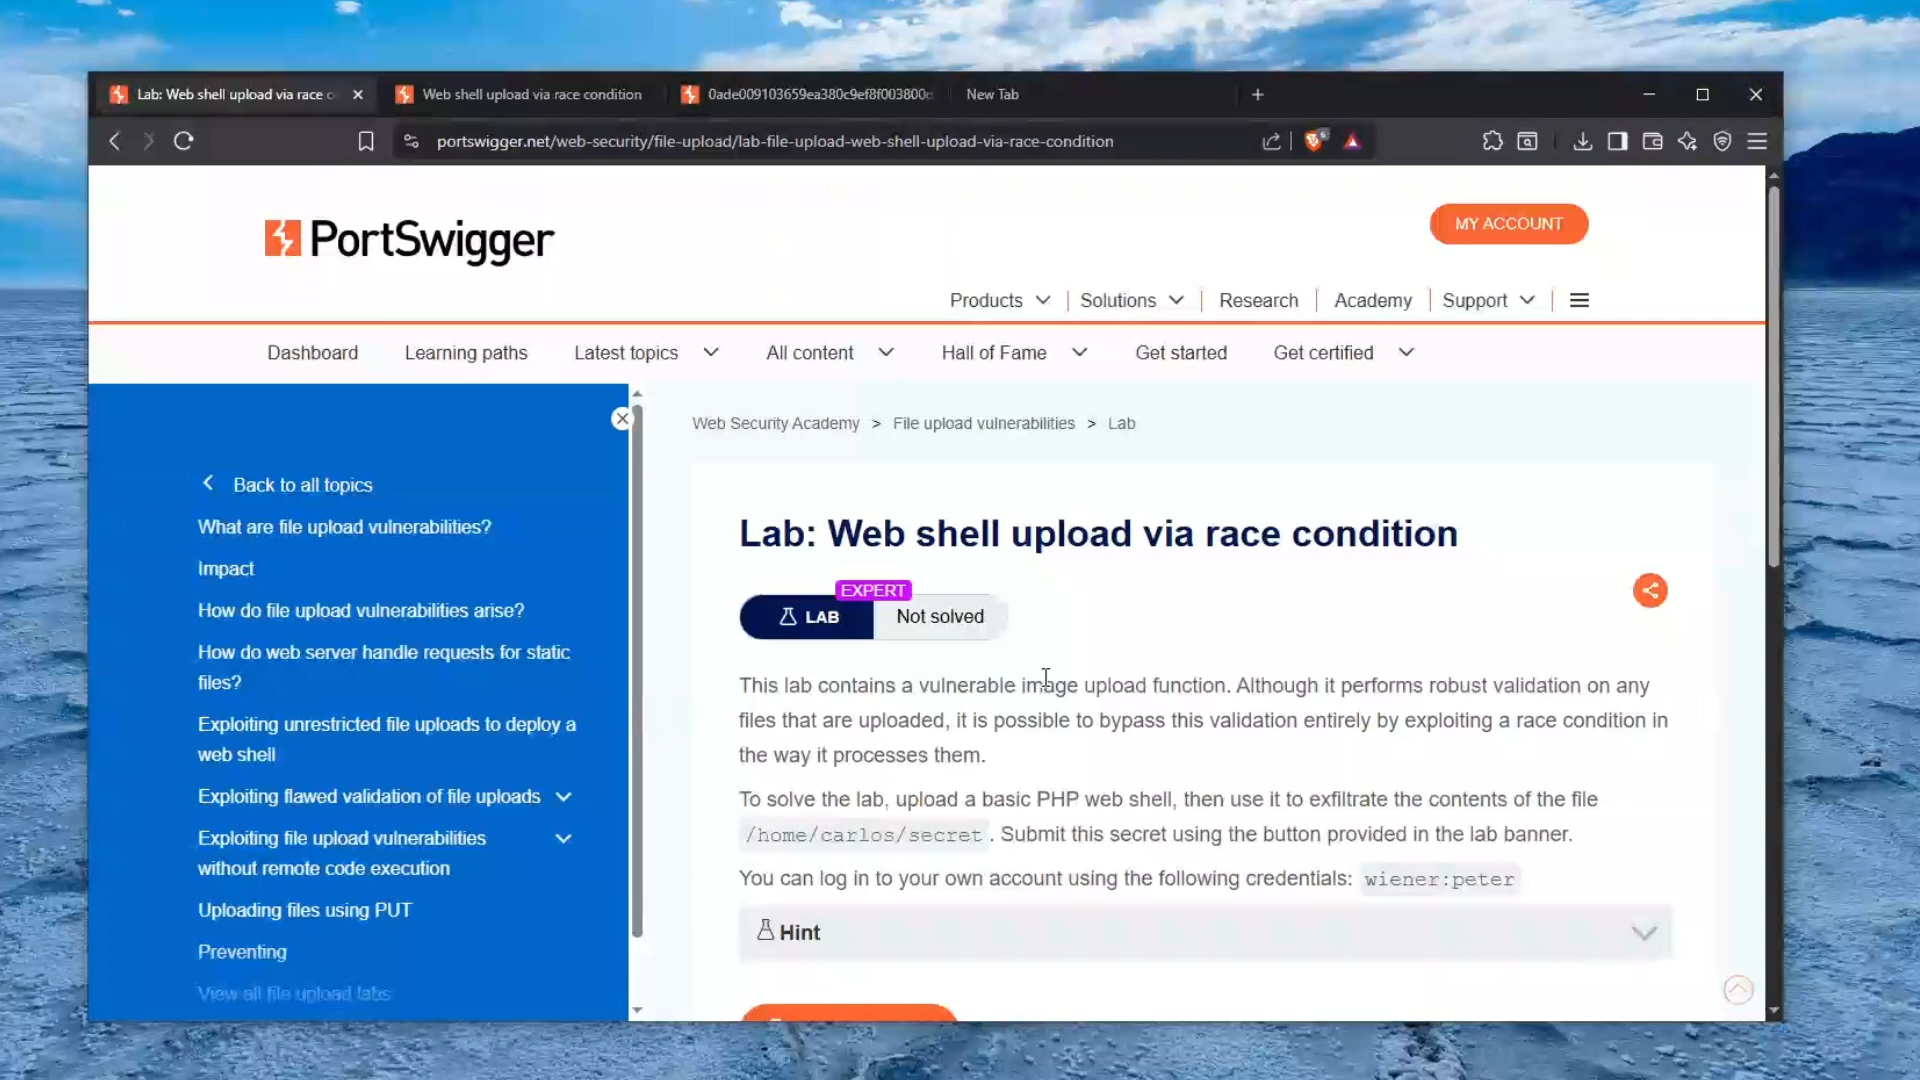 Lab: Web shell upload via race c
Web shell upload via race condition
0ade009103659ea380c9ef8f003800
New Tab
portswigger.net/web-security/file-upload/lab-file-upload-web-shell-upload-via-race-condition
6
PortSwigger
MY ACCOUNT
Products
Solutions
Research
Academy
Support
Dashboard
Learning paths
Latest topics
All content
Hall of Fame
Get started
Get certified
Back to all topics
What are file upload vulnerabilities?
Impact
How do file upload vulnerabilities arise?
How do web server handle requests for static
files?
Exploiting unrestricted file uploads to deploy a
web shell
Exploiting flawed validation of file uploads
Exploiting file upload vulnerabilities
without remote code execution
Uploading files using PUT
Preventing
View all file upload labs
Web Security Academy > File upload vulnerabilities > Lab
Lab: Web shell upload via race condition
EXPERT
LAB
Not solved
This lab contains a vulnerable image upload function. Although it performs robust validation on any
files that are uploaded, it is possible to bypass this validation entirely by exploiting a race condition in
the way it processes them.
To solve the lab, upload a basic PHP web shell, then use it to exfiltrate the contents of the file
/home/carlos/secret. Submit this secret using the button provided in the lab banner.
You can log in to your own account using the following credentials: wiener:peter
Hint